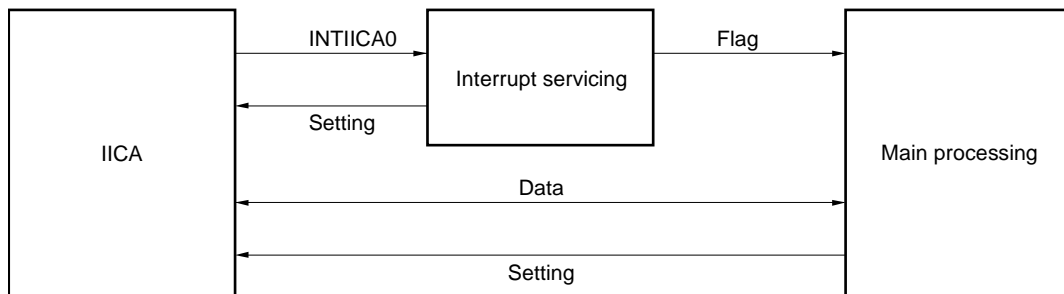 INTIICA0
Flag
Interrupt servicing
Setting
IICA
Main processing
Data
Setting